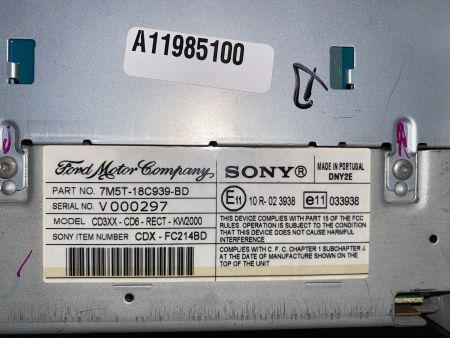 A11985100
Ford Motor Company
PART NO. 7M5T-18C939-BD
SERIAL NO. V000297
MODEL CD3XX - CD6 - RECT - KW2000
SONY ITEM NUMBER CDX - FC214BD
SONY®
MADE IN PORTUGAL
DNY2E
E11 10 R- 02 3938 e11 033938
THIS DEVICE COMPLIES WITH PART 15 OF THE FCC
RULES. OPERATION IS SUBJECT TO THE CONDITION
THAT THIS DEVICE DOES NOT CAUSE HARMFUL
INTERFERENCE
COMPLIES WITH C. F. C. CHAPTER 1 SUBCHAPTER J.
AT THE DATE OF MANUFACTURE SHOWN ON THE
TOP OF THE UNIT